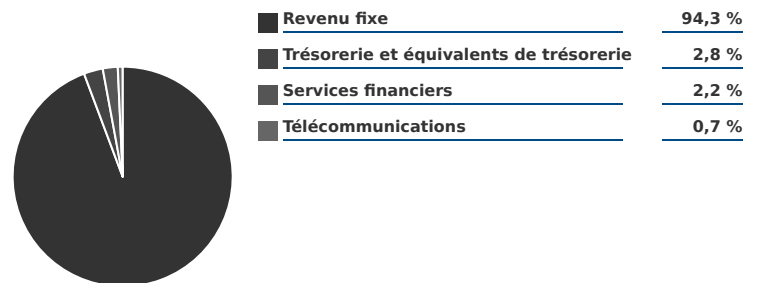 Revenu fixe 94,3 %
Trésorerie et équivalents de trésorerie 2,8 %
Services financiers 2,2 %
Télécommunications 0,7 %